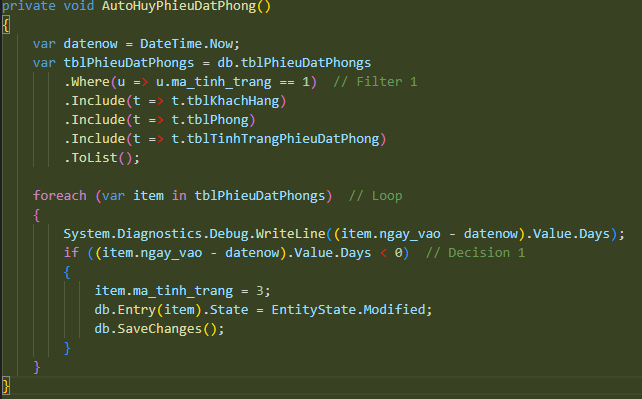 private void AutoHuyPhieuDatPhong()
{
    var datenow = DateTime.Now;
    var tblPhieuDatPhongs = db.tblPhieuDatPhongs
        .Where(u => u.ma_tinh_trang == 1)  // Filter 1
        .Include(t => t.tblKhachHang)
        .Include(t => t.tblPhong)
        .Include(t => t.tblTinhTrangPhieuDatPhong)
        .ToList();

    foreach (var item in tblPhieuDatPhongs)  // Loop
    {
        System.Diagnostics.Debug.WriteLine((item.ngay_vao - datenow).Value.Days);
        if ((item.ngay_vao - datenow).Value.Days < 0)  // Decision 1
        {
            item.ma_tinh_trang = 3;
            db.Entry(item).State = EntityState.Modified;
            db.SaveChanges();
        }
    }
}